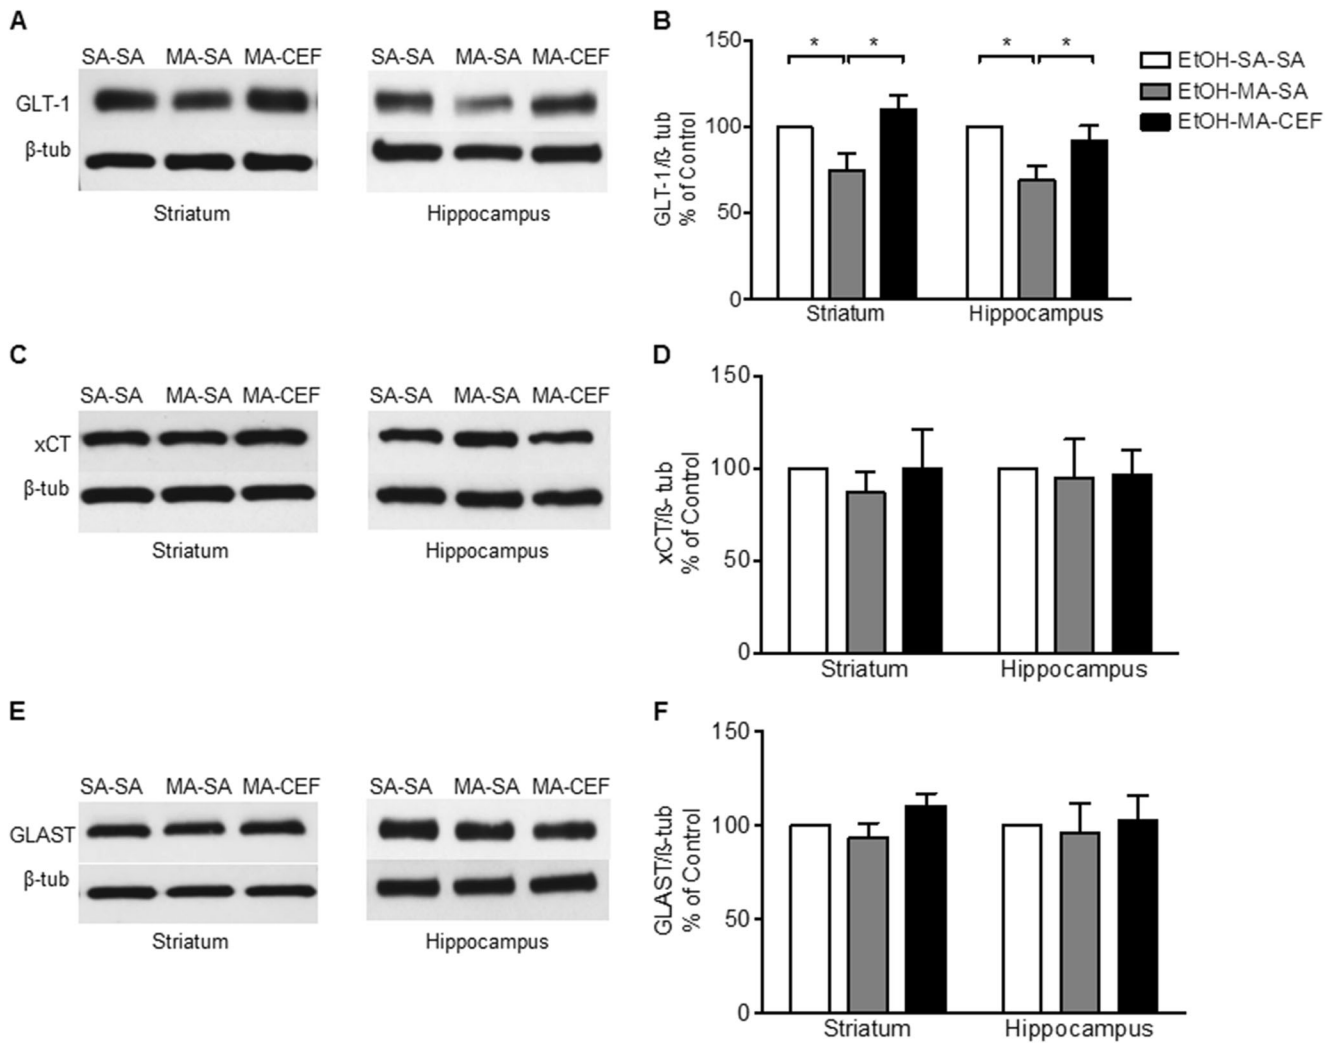 A
SA-SA MA-SA MA-CEF
GLT-1
β-tub
Striatum
SA-SA MA-SA MA-CEF
Hippocampus
B
GLT-1/ß- tub
% of Control
150
100
50
0
* * * *
Striatum Hippocampus
EtOH-SA-SA
EtOH-MA-SA
EtOH-MA-CEF
C
SA-SA MA-SA MA-CEF
xCT
β-tub
Striatum
SA-SA MA-SA MA-CEF
Hippocampus
D
xCT/ß- tub
% of Control
150
100
50
0
Striatum Hippocampus
E
SA-SA MA-SA MA-CEF
GLAST
β-tub
Striatum
SA-SA MA-SA MA-CEF
Hippocampus
F
GLAST/ß-tub
% of Control
150
100
50
0
Striatum Hippocampus